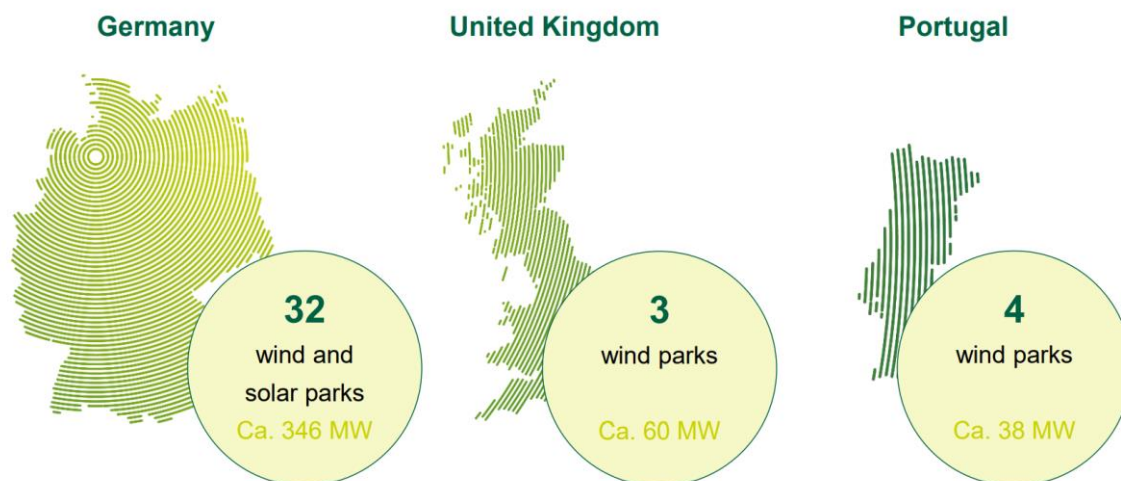 Germany
United Kingdom
Portugal
32
wind and
solar parks
Ca. 346 MW
3
wind parks
Ca. 60 MW
4
wind parks
Ca. 38 MW